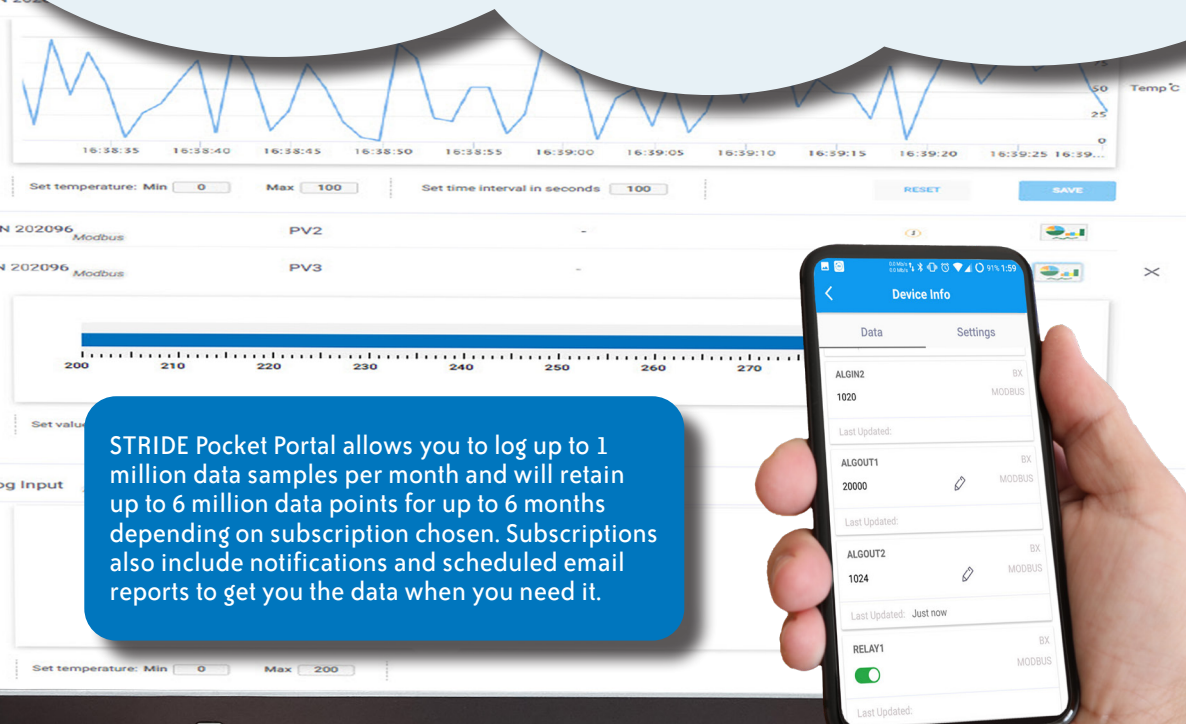 75
50
Temp°C
25
0
16:38:35 16:38:40 16:38:45 16:38:50 16:38:55 16:39:00 16:39:05 16:39:10 16:39:15 16:39:20 16:39:25 16:39...
Set temperature: Min 0 Max 100 Set time interval in seconds 100 RESET SAVE
N 202096 Modbus PV2 - 1
N 202096 Modbus PV3 -
200 210 220 230 240 250 260 270
Set
Input
STRIDE Pocket Portal allows you to log up to 1
million data samples per month and will retain
up to 6 million data points for up to 6 months
depending on subscription chosen. Subscriptions
also include notifications and scheduled email
reports to get you the data when you need it.
Set temperature: Min 0 Max 200
91% 1:59
Device Info
Data Settings
ALGIN2 BX
1020 MODBUS
Last Updated:
ALGOUT1 BX
20000 MODBUS
Last Updated:
ALGOUT2 BX
1024 MODBUS
Last Updated: Just now
RELAY1 BX
MODBUS
Last Updated: